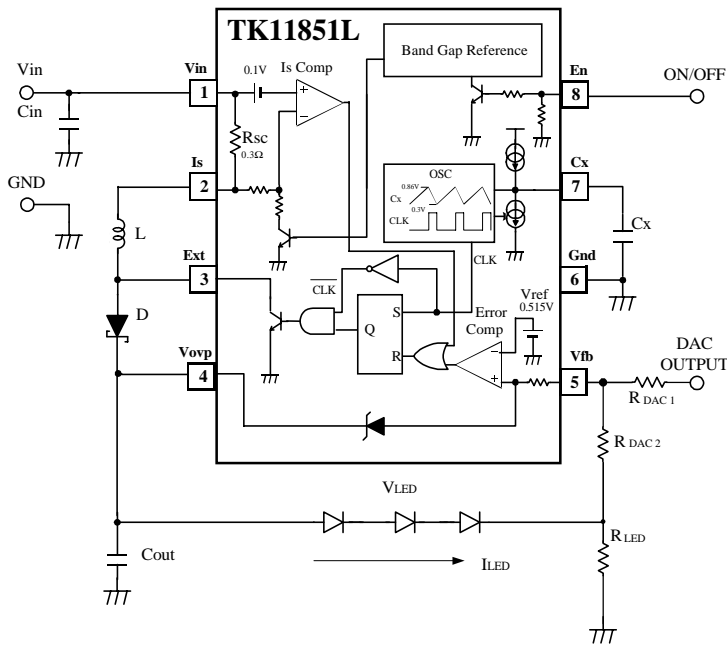 TK11851L
Band Gap Reference
Vin
Vin
1
0.1V
Is Comp
En
8
ON/OFF
Cin
+
−
Rsc
0.3Ω
GND
Is
2
OSC
0.86V
Cx
0.3V
CLK
Cx
7
Cx
L
CLK
Ext
3
CLK
Gnd
6
D
S
Q
R
Error
Comp
Vref
0.515V
−
+
Vovp
4
Vfb
5
DAC
OUTPUT
R DAC 1
R DAC 2
VLED
Cout
ILED
R LED